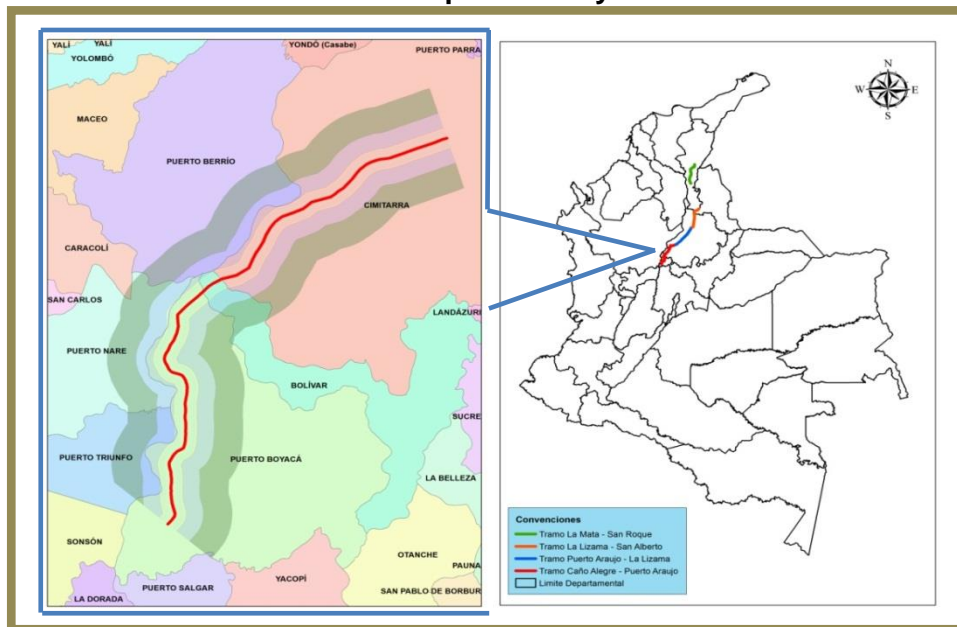 YALÍ
YALÍ
YOLOMBÓ
YONDÓ (Casabe)
PUERTO PARRA
MACEO
PUERTO BERRÍO
CIMITARRA
CARACOLÍ
SAN CARLOS
LANDÁZURI
PUERTO NARE
BOLÍVAR
SUCRE
PUERTO TRIUNFO
PUERTO BOYACÁ
LA BELLEZA
SONSÓN
OTANCHE
PAUNA
YACOPÍ
PUERTO SALGAR
SAN PABLO DE BORBUR
LA DORADA
N
W
E
S
Convenciones
Tramo La Mata - San Roque
Tramo La Lizama - San Alberto
Tramo Puerto Araujo - La Lizama
Tramo Caño Alegre - Puerto Araujo
Limite Departamental